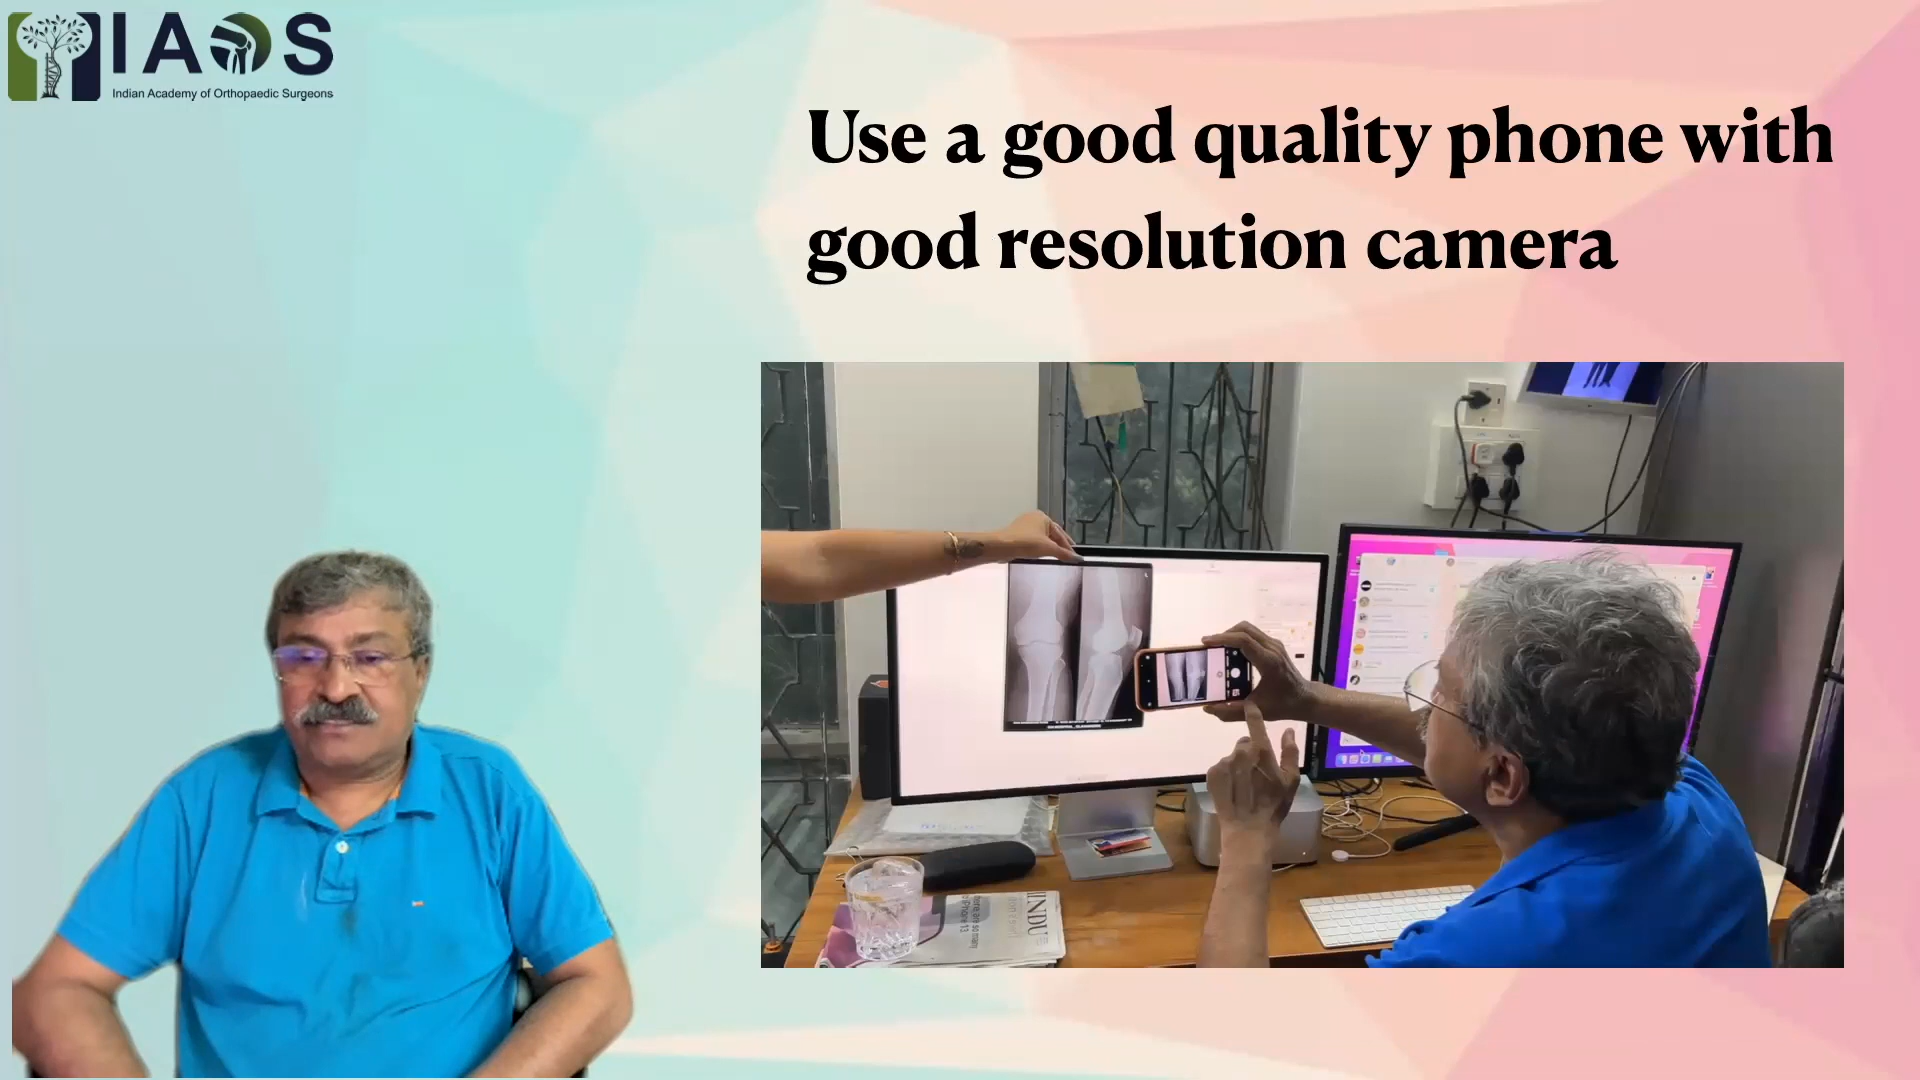 IAOS
Indian Academy of Orthopaedic Surgeons
Use a good quality phone with
good resolution camera